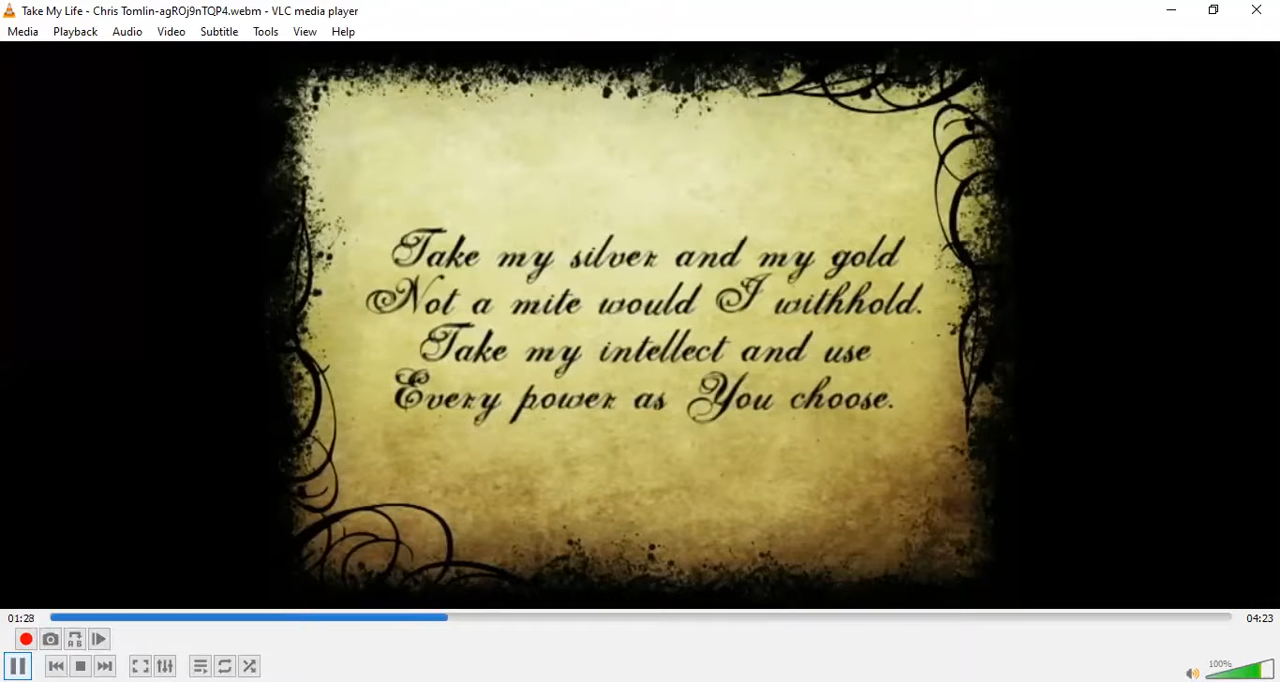 Take My Life - Chris Tomlin-agROj9nTQP4.webm - VLC media player
Media Playback Audio Video Subtitle Tools View Help
Take my silver and my gold
Not a mite would I withhold.
Take my intellect and use
Every power as You choose.
01:28 04:23
A B
100%